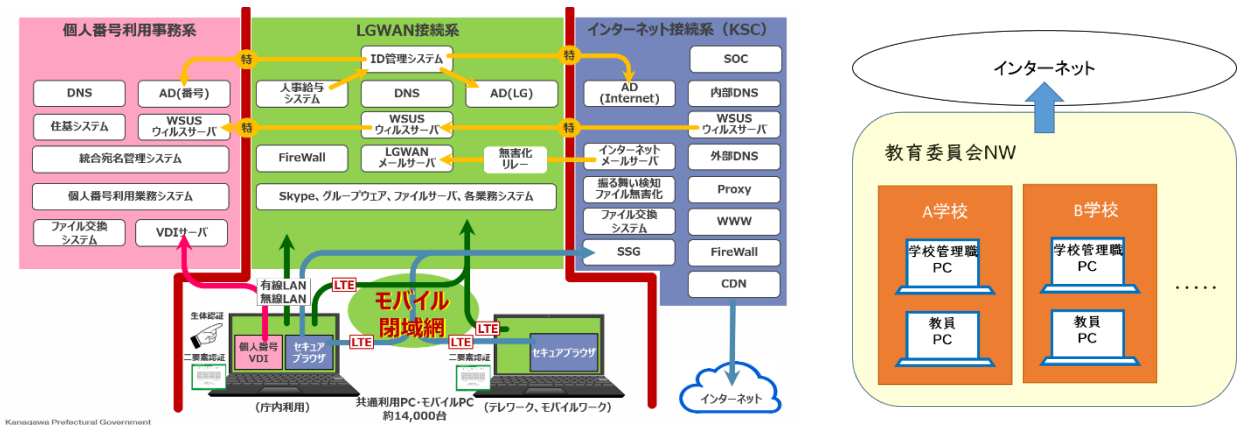 個人番号利用事務系
DNS
AD(番号)
住基システム
WSUS
ウィルスサーバ
統合宛名管理システム
個人番号利用業務システム
ファイル交換
システム
VDIサーバ
LGWAN接続系
特
ID管理システム
特
人事給与
システム
DNS
AD(LG)
特
WSUS
ウィルスサーバ
特
FireWall
LGWAN
メールサーバ
無害化
リレー
Skype、グループウェア、ファイルサーバ、各業務システム
インターネット接続系（KSC）
SOC
AD
(Internet)
内部DNS
WSUS
ウィルスサーバ
インターネット
メールサーバ
外部DNS
振る舞い検知
ファイル無害化
Proxy
ファイル交換
システム
WWW
SSG
FireWall
CDN
有線LAN
無線LAN
LTE
モバイル
閉域網
LTE
LTE
生体認証
二要素認証
個人番号
VDI
セキュア
ブラウザ
(庁内利用)
共通利用PC・モバイルPC
約14,000台
二要素認証
セキュアブラウザ
(テレワーク、モバイルワーク)
インターネット
Kanagawa Prefectural Government
インターネット
教育委員会NW
A学校
学校管理職
PC
教員
PC
B学校
学校管理職
PC
教員
PC
.....